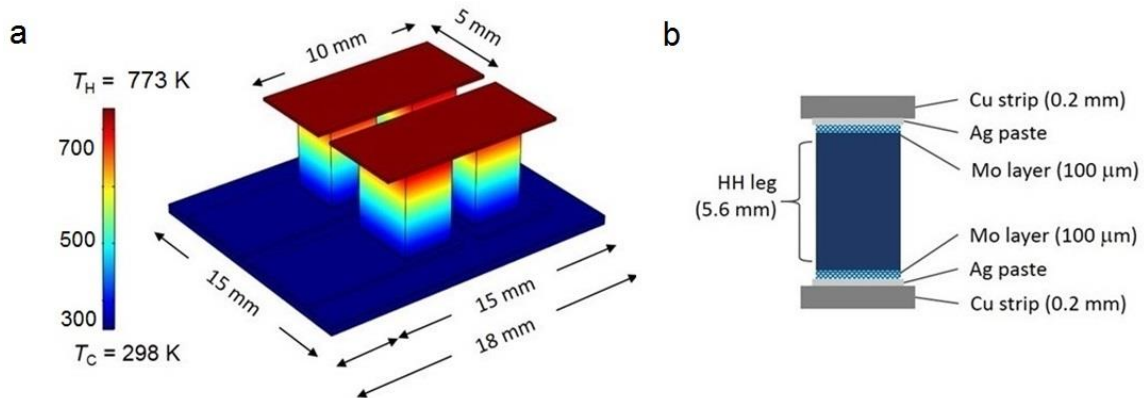 a
10 mm
5 mm
T_H = 773 K
700
500
300
T_C = 298 K
15 mm
15 mm
18 mm
b
Cu strip (0.2 mm)
Ag paste
Mo layer (100 μm)
HH leg
(5.6 mm)
Mo layer (100 μm)
Ag paste
Cu strip (0.2 mm)